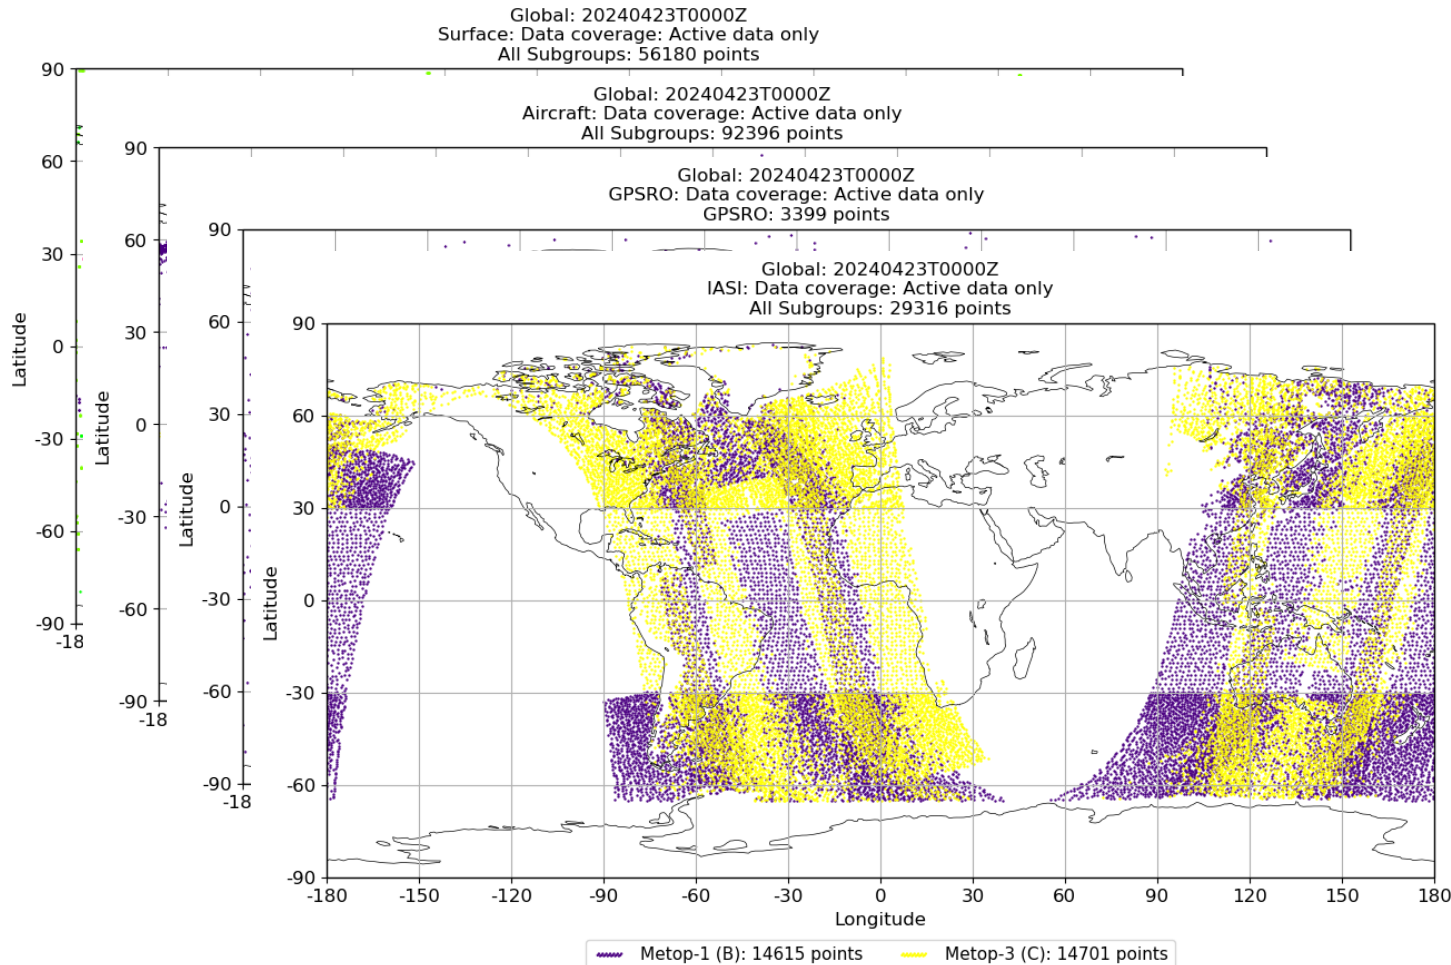 Global: 20240423T0000Z
Surface: Data coverage: Active data only
All Subgroups: 56180 points
90
60
30
0
-30
-60
-90
-18
Latitude
Global: 20240423T0000Z
Aircraft: Data coverage: Active data only
All Subgroups: 92396 points
90
60
30
0
-30
-60
-90
-18
Latitude
Global: 20240423T0000Z
GPSRO: Data coverage: Active data only
GPSRO: 3399 points
90
60
30
0
-30
-60
-90
-18
Latitude
Global: 20240423T0000Z
IASI: Data coverage: Active data only
All Subgroups: 29316 points
90
60
30
0
-30
-60
-90
Latitude
-180 -150 -120 -90 -60 -30 0 30 60 90 120 150 180
Longitude
Metop-1 (B): 14615 points Metop-3 (C): 14701 points